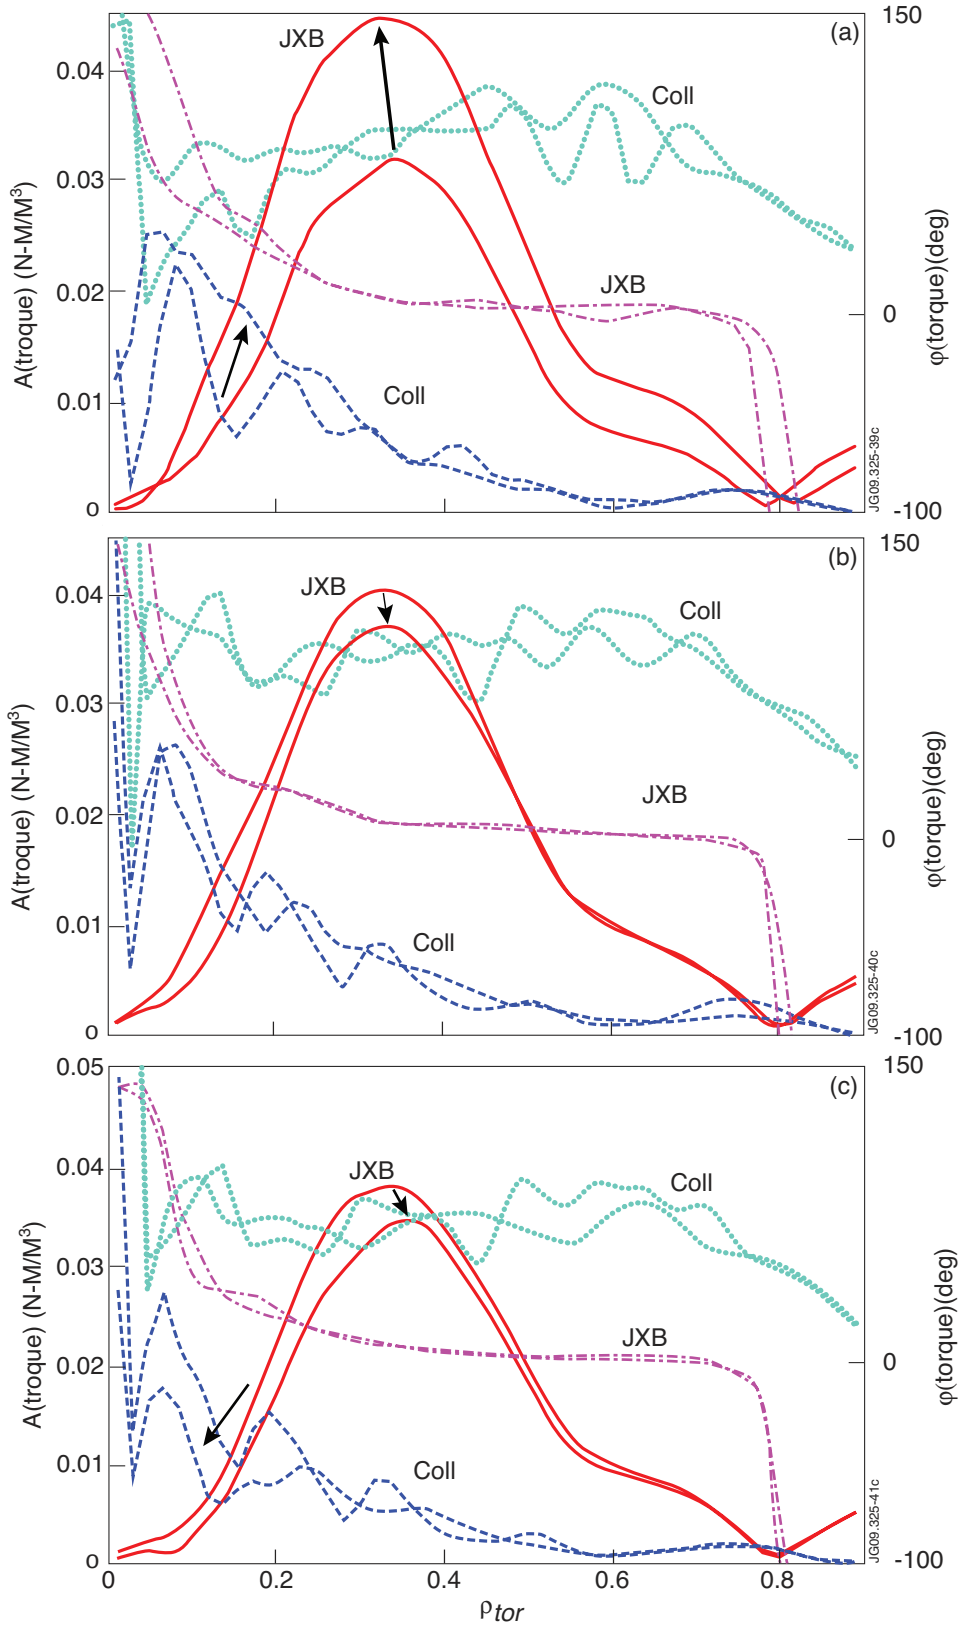 (a)
150
JXB
0.04
Coll
0.03
A(troque) (N-M/M³)
φ(torque)(deg)
0.02
JXB
0
Coll
0.01
JG09.325-39c
0
-100
(b)
150
JXB
0.04
Coll
0.03
A(troque) (N-M/M³)
φ(torque)(deg)
JXB
0.02
0
Coll
0.01
JG09.325-40c
0
-100
0.05
(c)
150
JXB
0.04
Coll
0.03
A(troque) (N-M/M³)
φ(torque)(deg)
JXB
0.02
0
Coll
0.01
JG09.325-41c
0
-100
0 0.2 0.4 0.6 0.8
ρtor